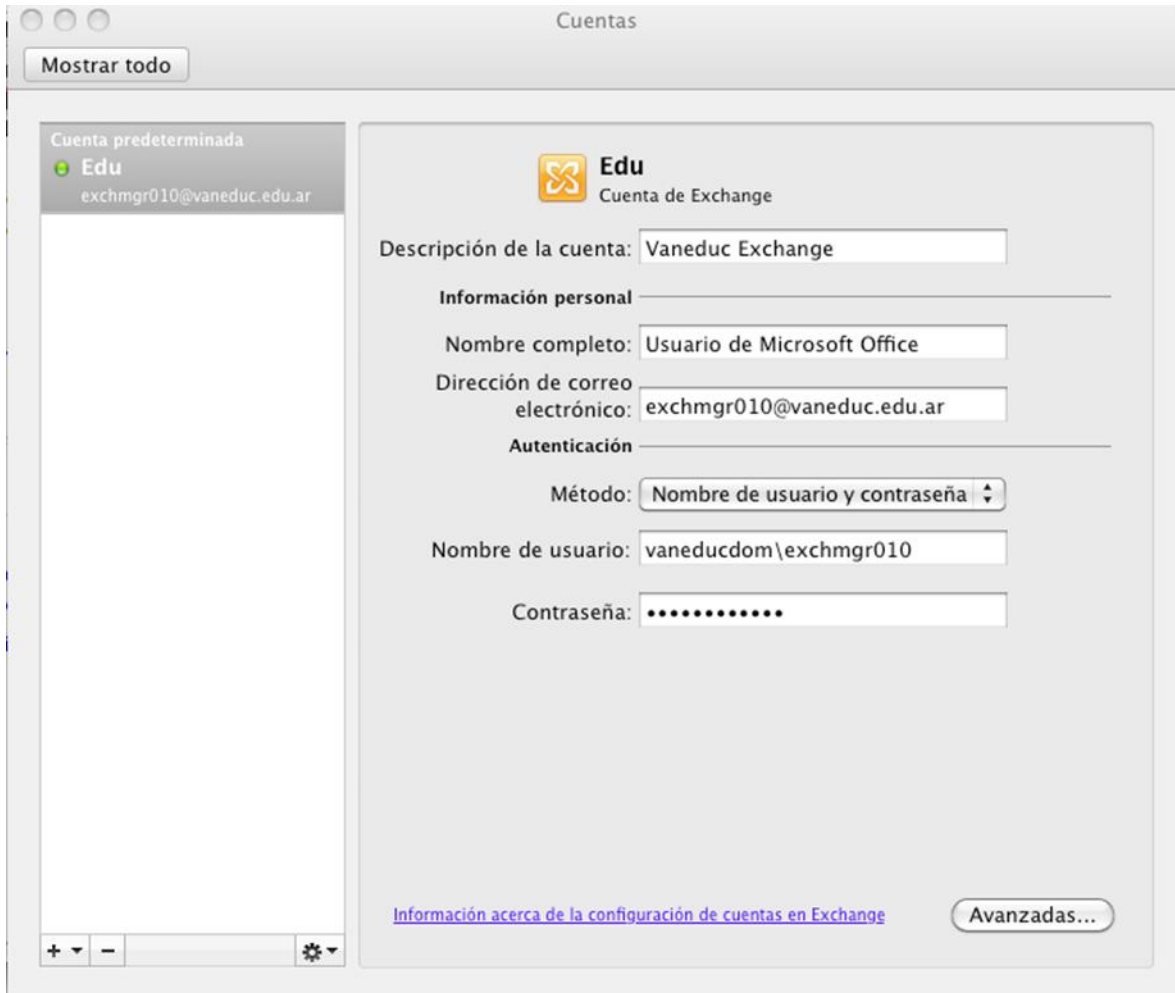 Cuentas
Mostrar todo
Cuenta predeterminada
Edu
exchmgr010@vaneduc.edu.ar
Edu
Cuenta de Exchange
Descripción de la cuenta: Vaneduc Exchange
Información personal
Nombre completo: Usuario de Microsoft Office
Dirección de correo
electrónico: exchmgr010@vaneduc.edu.ar
Autenticación
Método: Nombre de usuario y contraseña
Nombre de usuario: vaneducdom\exchmgr010
Contraseña: ••••••••••••
Información acerca de la configuración de cuentas en Exchange
Avanzadas...